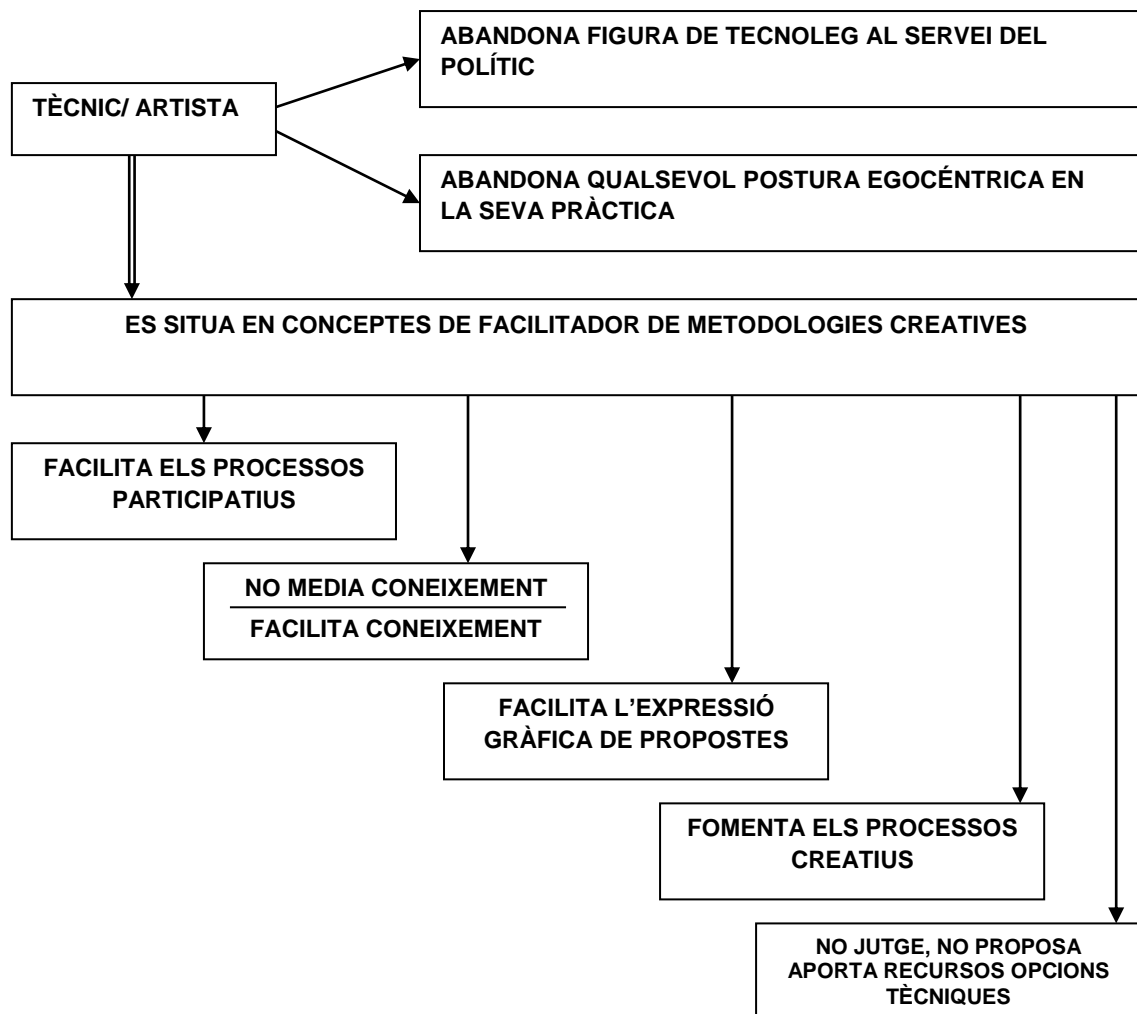 ABANDONA FIGURA DE TECNOLEG AL SERVEI DEL
POLÍTIC
TÈCNIC/ ARTISTA
ABANDONA QUALSEVOL POSTURA EGOCÉNTRICA EN
LA SEVA PRÀCTICA
ES SITUA EN CONCEPTES DE FACILITADOR DE METODOLOGIES CREATIVES
FACILITA ELS PROCESSOS
PARTICIPATIUS
NO MEDIA CONEIXEMENT
FACILITA CONEIXEMENT
FACILITA L’EXPRESSIÓ
GRÀFICA DE PROPOSTES
FOMENTA ELS PROCESSOS
CREATIUS
NO JUTGE, NO PROPOSA
APORTA RECURSOS OPCIONS
TÈCNIQUES